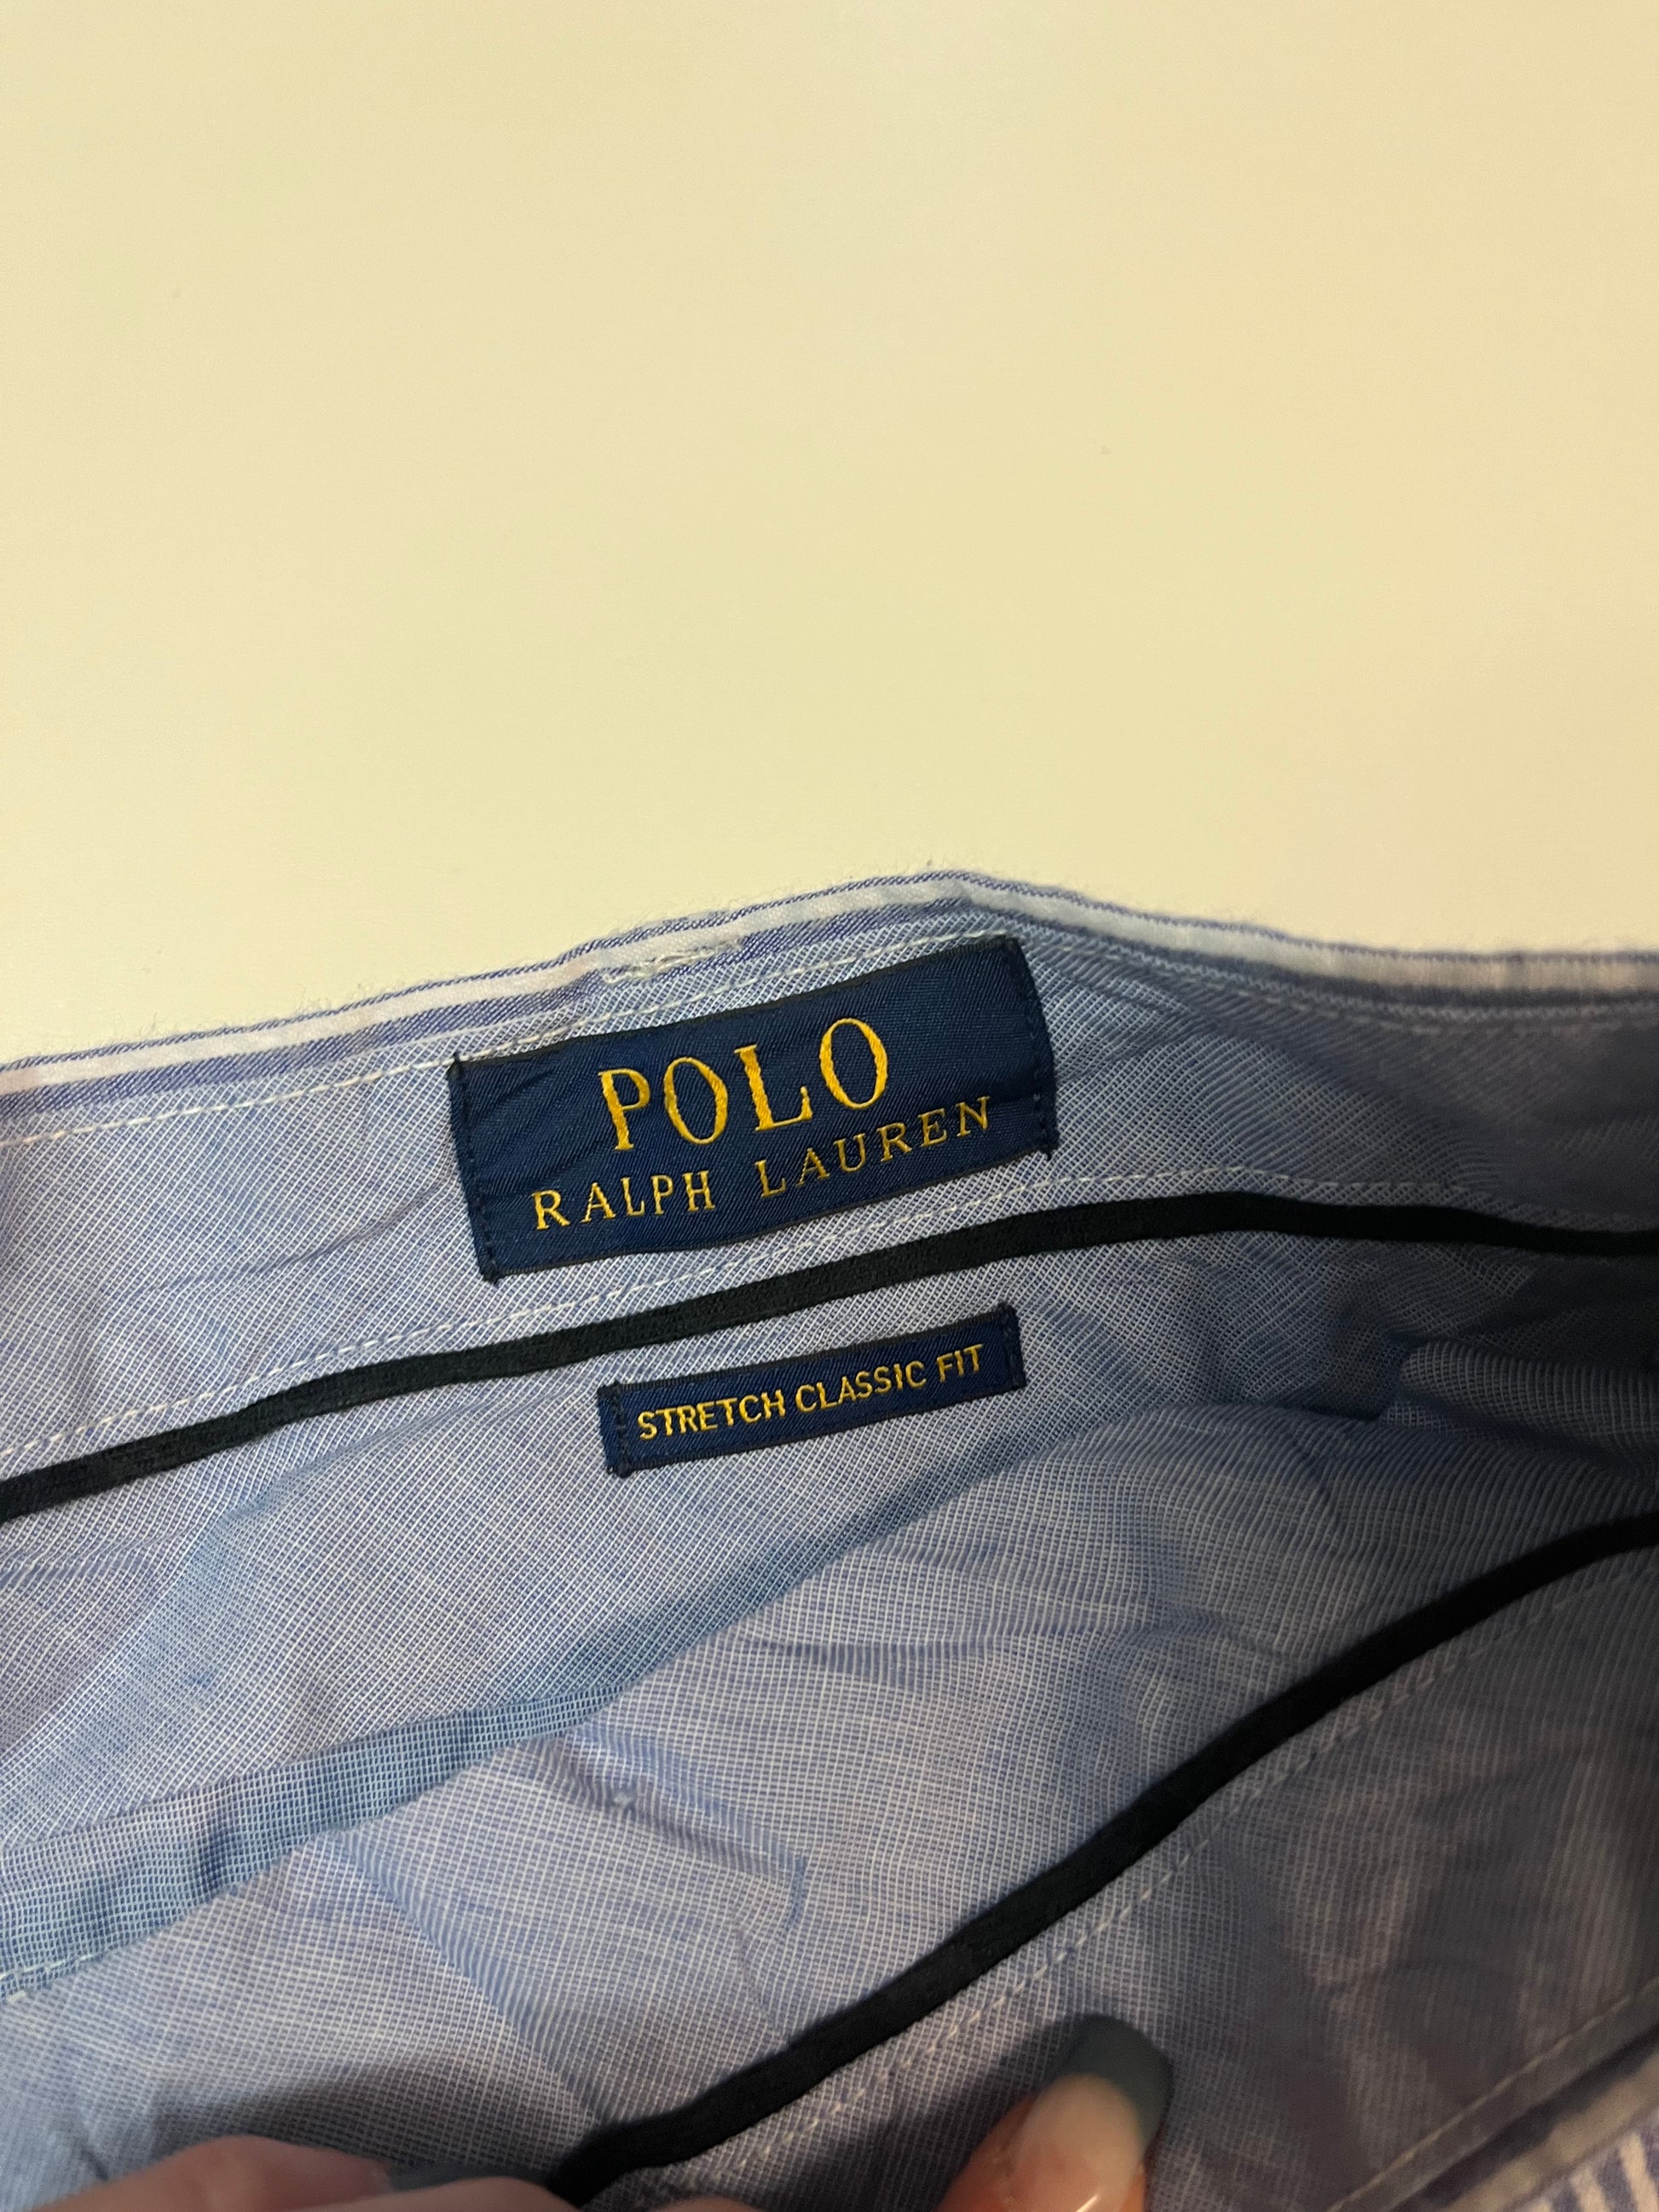 POLO
RALPH LAUREN
STRETCH CLASSIC FIT